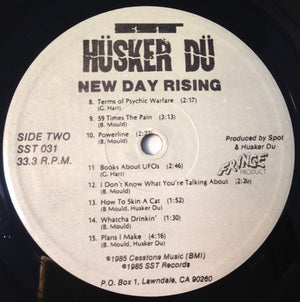 SST
HÜSKER DÜ
NEW DAY RISING
8. Terms of Psychic Warfare (2:17)
(G. Hart)
9. 59 Times The Pain (3:13)
(B. Mould)
10. Powerline
(B. Mould)
SIDE TWO
SST 031
33.3 R.P.M.
Produced by Spot
& Husker Du
FRINGE
PRODUCT
11 Books About UFOs (2:46)
(G. Hart)
12. I Don't Know What You're Talking About (2:20)
(B. Mould)
13. How To Skin A Cat (1:52)
(B. Mould, Husker Du)
14. Whatcha Drinkin' (1:30)
(B. Mould)
15. Plans I Make (4:16)
(B. Mould, Husker Du)
©1985 Cesstone Music (BMI)
℗1985 SST Records
P.O. Box 1, Lawndale, CA 90260